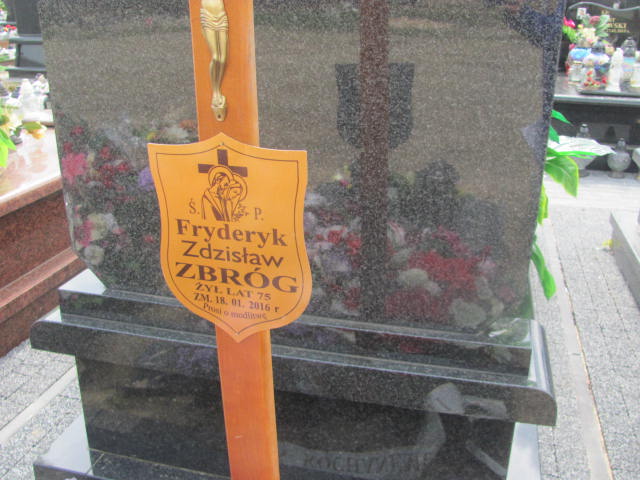 Ś. P.
Fryderyk
Zdzisław
ZBRÓG
ŻYŁ LAT 75
ZM. 18. 01. 2016 r
Prosi o modlitwę